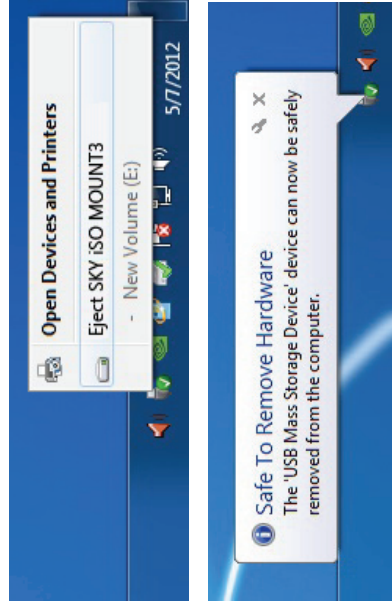 Open Devices and Printers
Eject SKY iSO MOUNT3
- New Volume (E:)
5/7/2012
Safe To Remove Hardware
The 'USB Mass Storage Device' device can now be safely
removed from the computer.